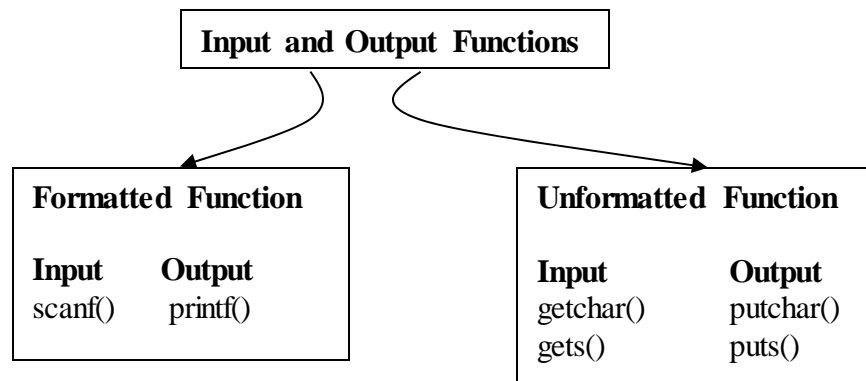 Input and Output Functions
Formatted Function
Input Output
scanf() printf()
Unformatted Function
Input Output
getchar() putchar()
gets() puts()